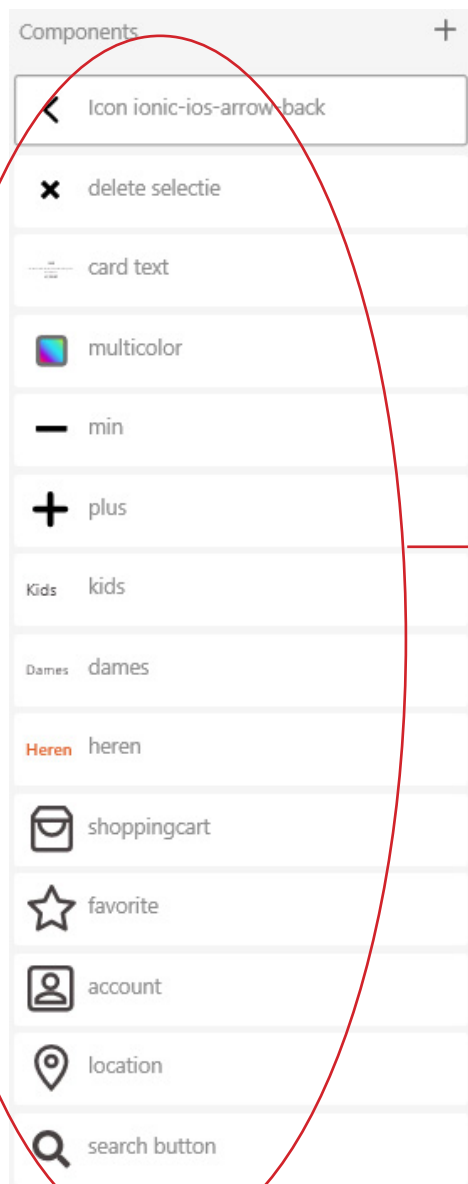 Components
Icon ionic-ios-arrow-back
delete selectie
card text
multicolor
min
plus
Kids kids
Dames dames
Heren heren
shoppingcart
favorite
account
location
search button